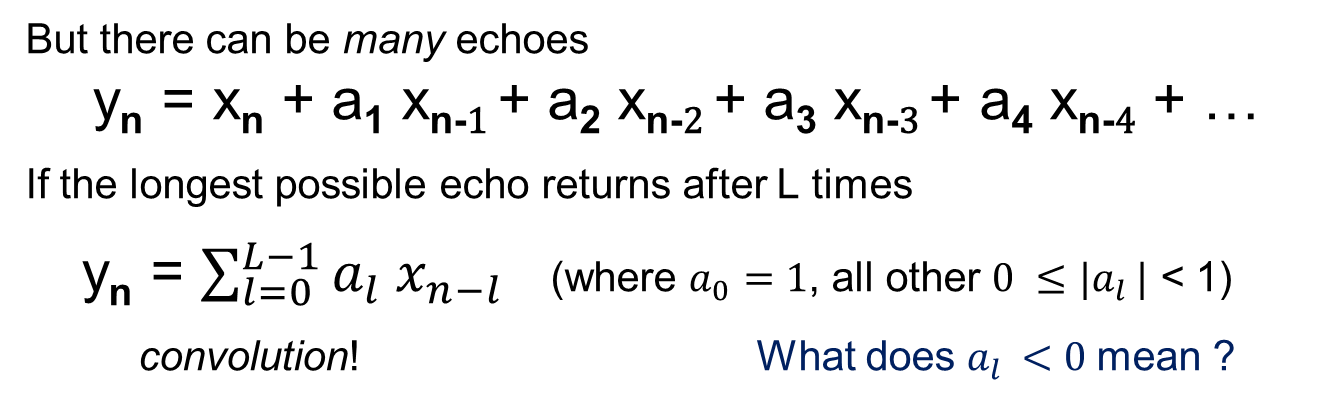 But there can be many echoes
yₙ = xₙ + a₁ xₙ₋₁ + a₂ xₙ₋₂ + a₃ xₙ₋₃ + a₄ xₙ₋₄ + …
If the longest possible echo returns after L times
yₙ = ∑_{l=0}^{L−1} a_l x_{n−l} (where a₀ = 1, all other 0 ≤ |a_l| < 1)
convolution! What does a_l < 0 mean ?